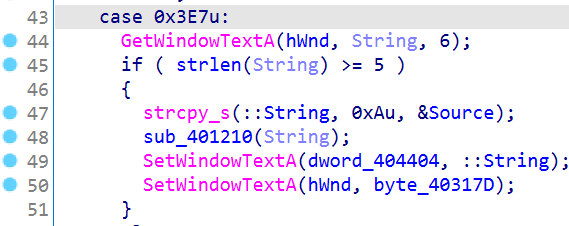 43 case 0x3E7u:
44 GetWindowTextA(hWnd, String, 6);
45 if ( strlen(String) >= 5 )
46 {
47 strcpy_s(::String, 0xAu, &Source);
48 sub_401210(String);
49 SetWindowTextA(dword_404404, ::String);
50 SetWindowTextA(hWnd, byte_40317D);
51 }